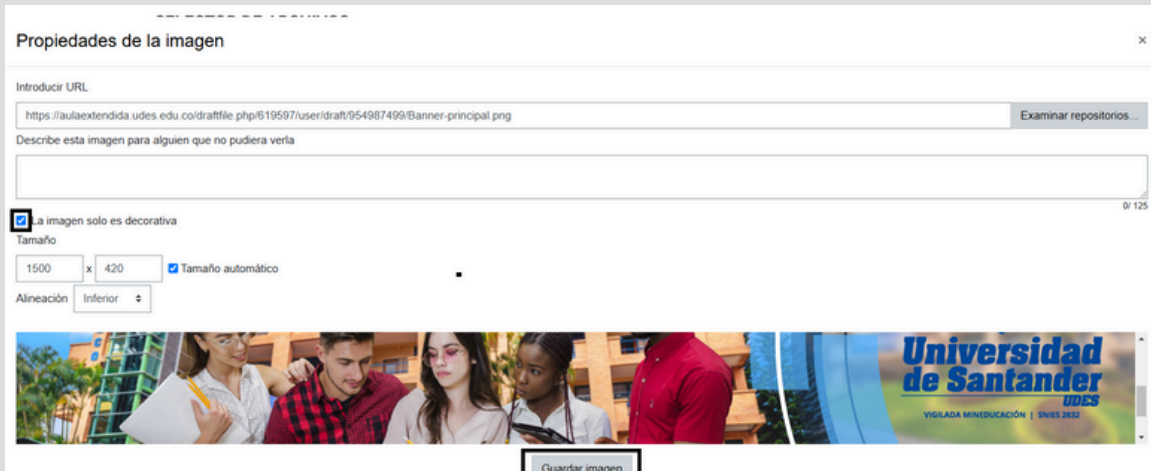 Propiedades de la imagen
×
Introducir URL
https://aulaextendida.udes.edu.co/draftfile.php/619597/user/draft/954987499/Banner-principal.png
Examinar repositorios...
Describe esta imagen para alguien que no pudiera verla
0/ 125
La imagen solo es decorativa
Tamaño
1500 x 420 Tamaño automático
Alineación Inferior
Universidad
de Santander
UDES
VIGILADA MINEDUCACIÓN | SNIES 2832
Guardar imagen